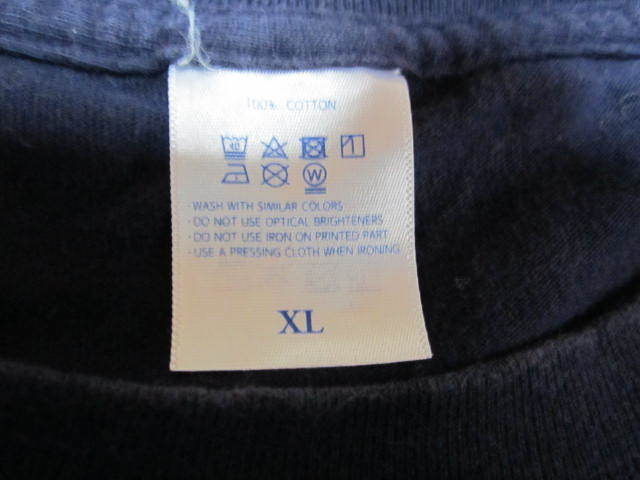 100% COTTON
40
W
· WASH WITH SIMILAR COLORS
· DO NOT USE OPTICAL BRIGHTENERS
· DO NOT USE IRON ON PRINTED PART
· USE A PRESSING CLOTH WHEN IRONING
XL